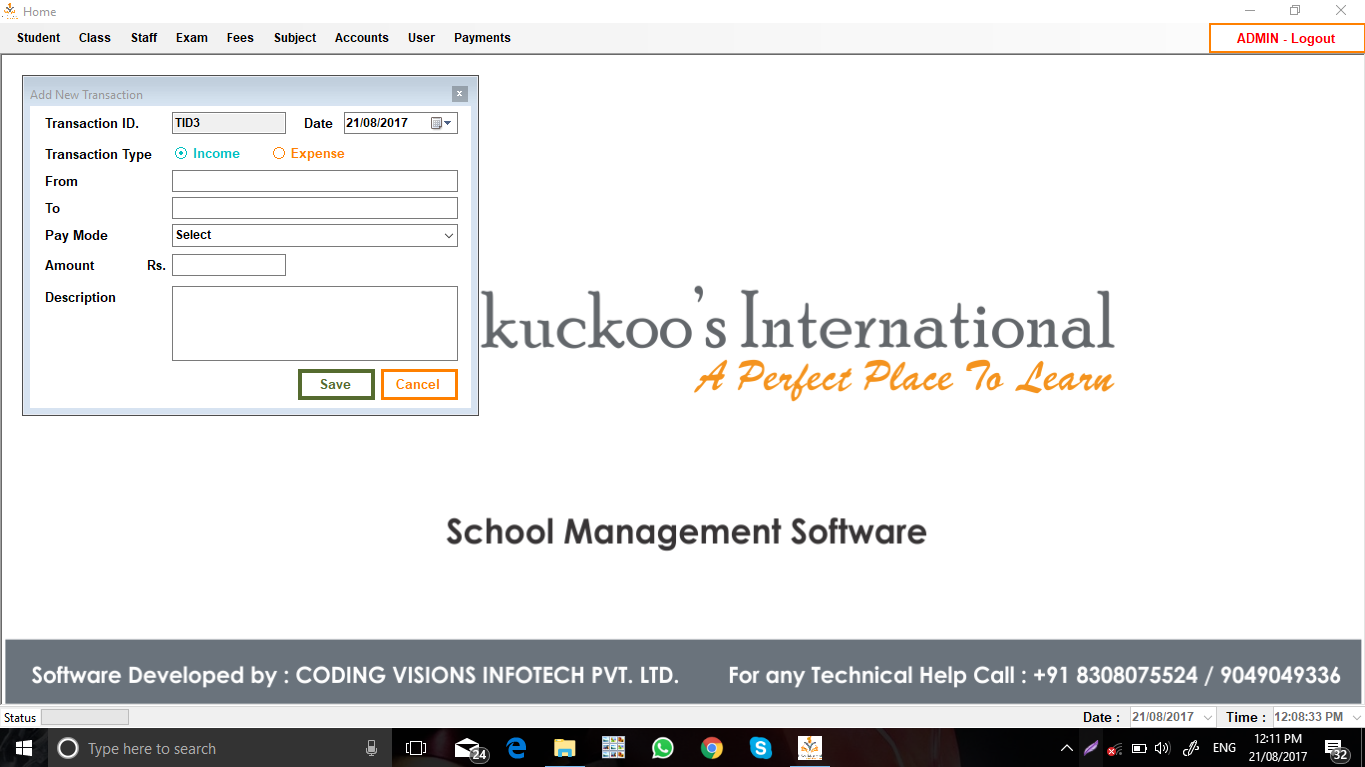 Home
Student Class Staff Exam Fees Subject Accounts User Payments ADMIN - Logout
Add New Transaction
Transaction ID. TID3 Date 21/08/2017
Transaction Type Income Expense
From
To
Pay Mode Select
Amount Rs.
Description
Save Cancel
kuckoo's International
A Perfect Place To Learn
School Management Software
Software Developed by : CODING VISIONS INFOTECH PVT. LTD. For any Technical Help Call : +91 8308075524 / 9049049336
Status Date : 21/08/2017 Time : 12:08:33 PM
Type here to search 24 ENG 12:11 PM 32
21/08/2017